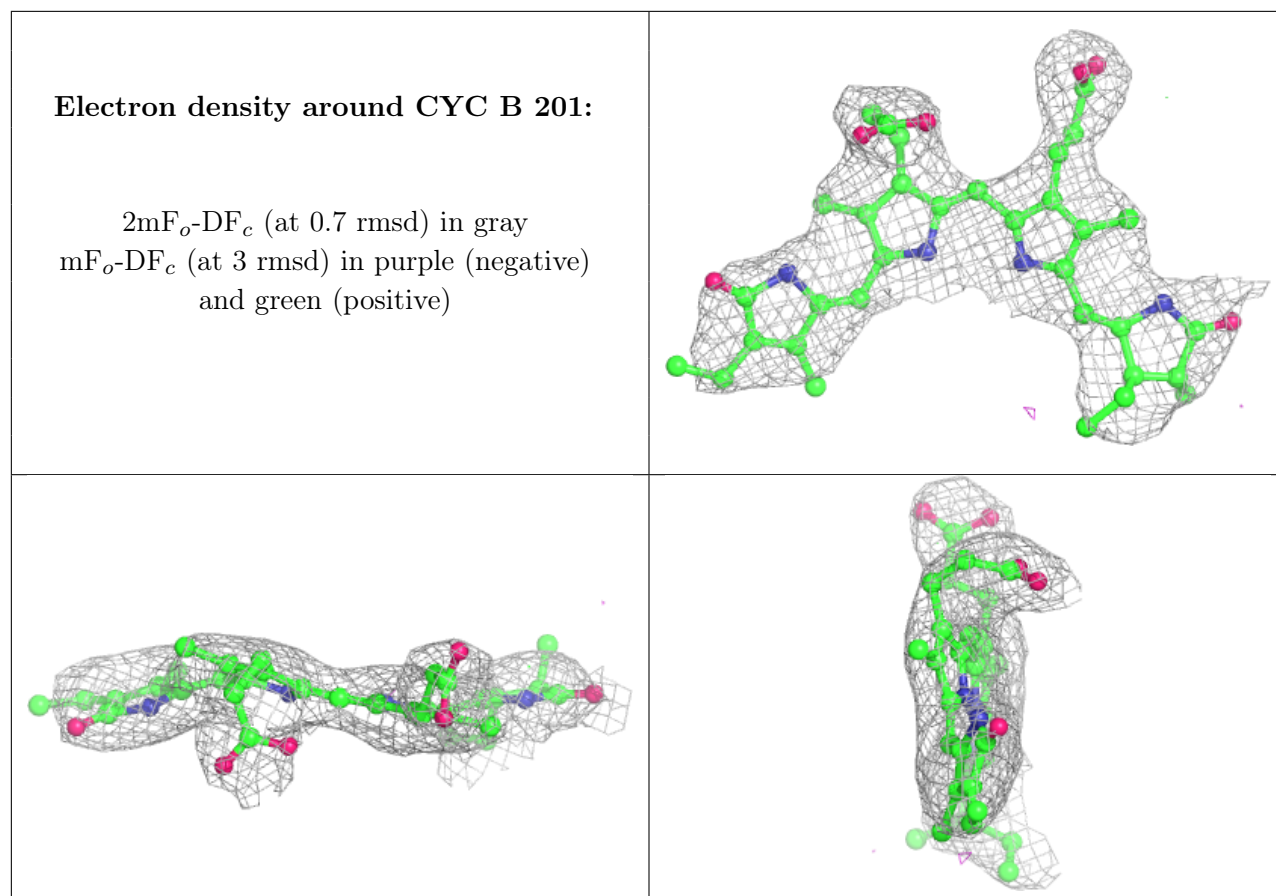 Electron density around CYC B 201:
2mFo-DFc (at 0.7 rmsd) in gray
mFo-DFc (at 3 rmsd) in purple (negative)
and green (positive)